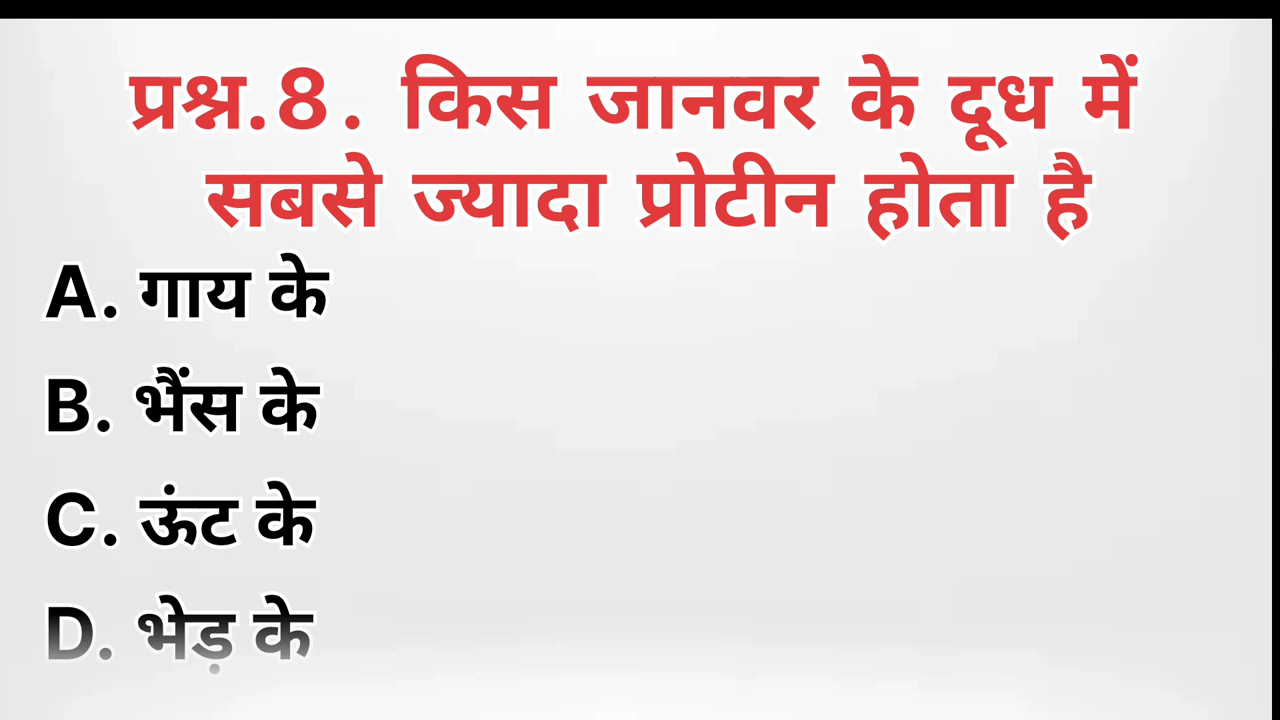 प्रश्न.8. किस जानवर के दूध में
सबसे ज्यादा प्रोटीन होता है
A. गाय के
B. भैंस के
C. ऊंट के
D. भेड़ के